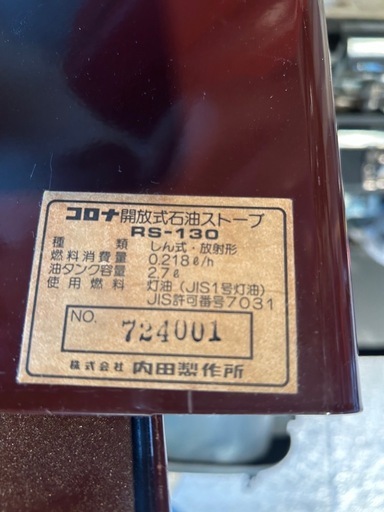 コロナ開放式石油ストーブ
RS-130
種類 しん式・放射形
燃料消費量 0.218ℓ/h
油タンク容量 2.7ℓ
使用燃料 灯油(JIS1号灯油)
JIS許可番号7031
NO. 724001
株式会社 内田製作所